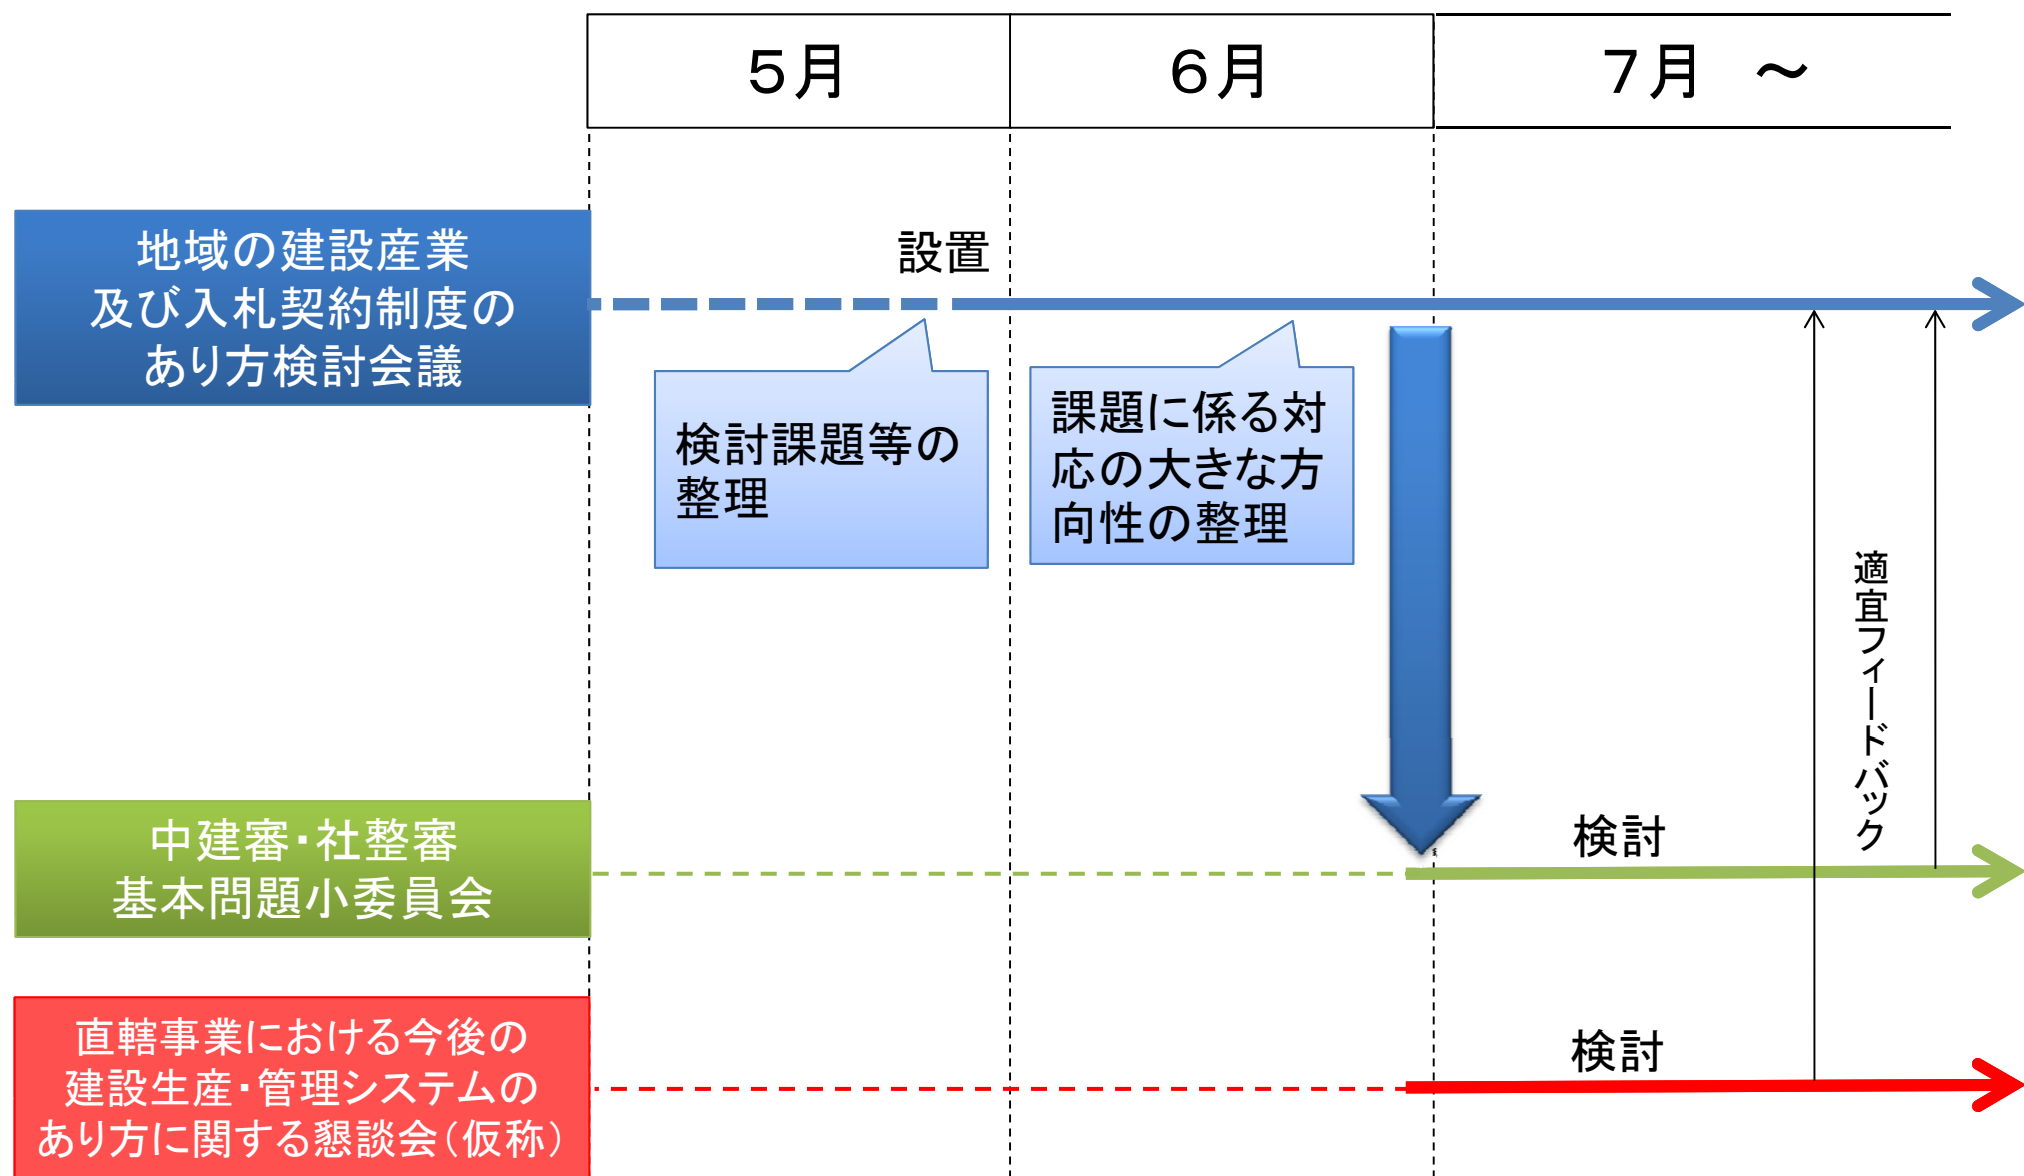 ５月
６月
７月　～
地域の建設産業
及び入札契約制度の
あり方検討会議
設置
検討課題等の
整理
課題に係る対
応の大きな方
向性の整理
適宜フィードバック
中建審・社整審
基本問題小委員会
検討
直轄事業における今後の
建設生産・管理システムの
あり方に関する懇談会（仮称）
検討